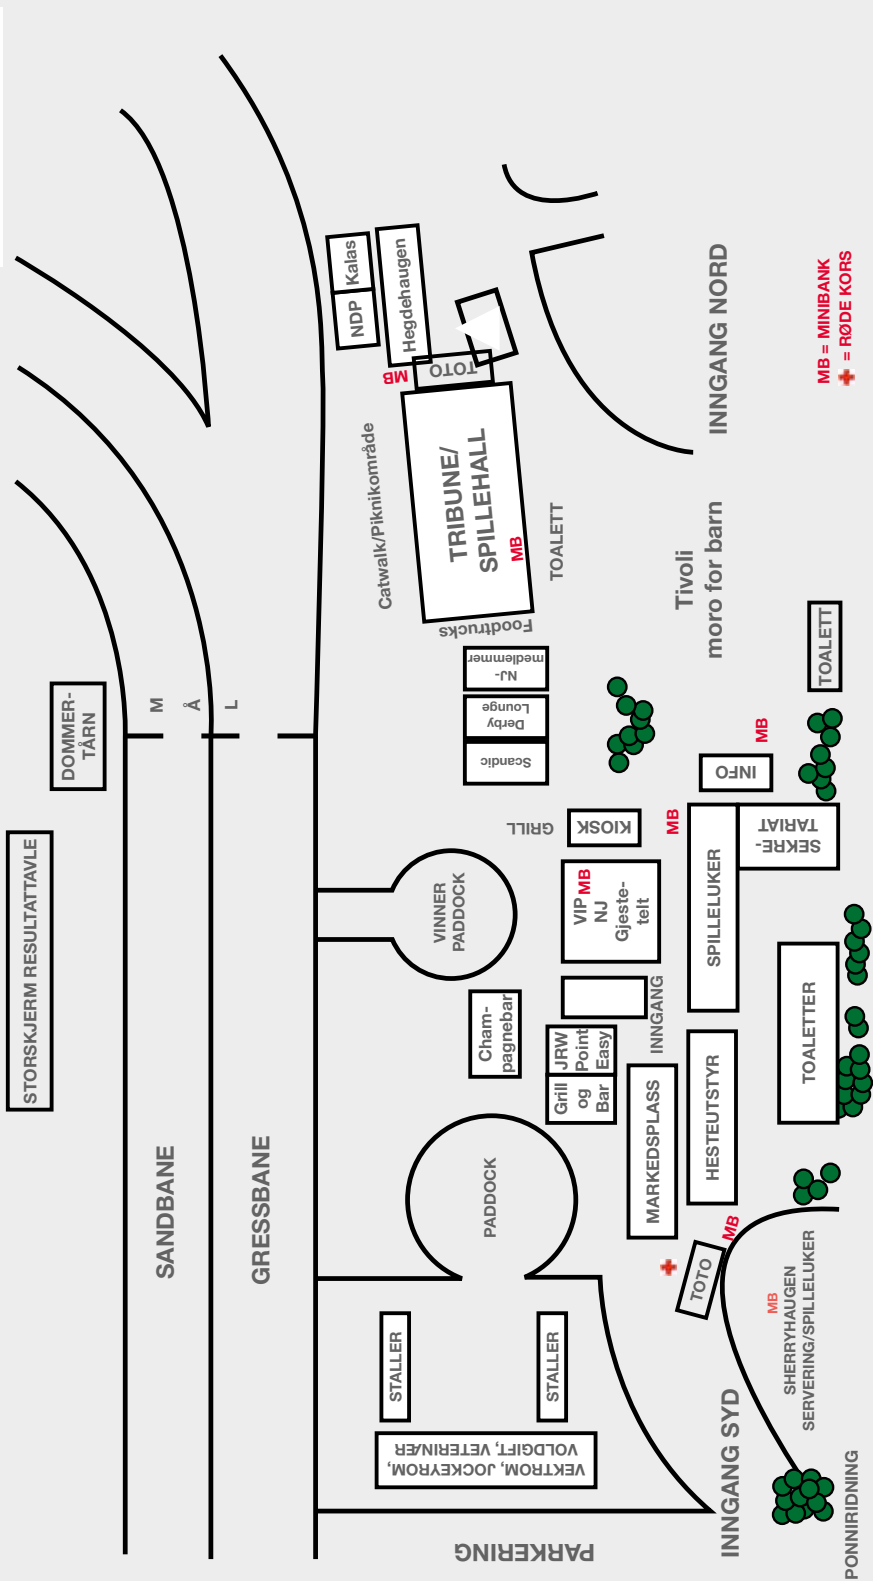 STORSKJERM RESULTATTAVLE
DOMMER-
TÅRN
M
Å
L
SANDBANE
GRESSBANE
NDP
Kalas
Hegdehaugen
MB
TOTO
Catwalk/Piknikområde
TRIBUNE/
SPILLEHALL
MB
TOALETT
Foodtrucks
NJ-
medlemmer
Derby
Lounge
Scandic
INNGANG NORD
MB = MINIBANK
= RØDE KORS
Tivoli
moro for barn
TOALETT
MB
INFO
GRILL
KIOSK
MB
SEKRE-
TARIAT
SPILLELUKER
VIP MB
NJ
Gjeste-
telt
VINNER
PADDOCK
Cham-
pagnebar
INNGANG
JRW
Point
Easy
Grill
og
Bar
MARKEDSPLASS
HESTEUTSTYR
TOALETTER
PADDOCK
TOTO
MB
MB
SHERRYHAUGEN
SERVERING/SPILLELUKER
STALLER
STALLER
VEKTROM, JOCKEYROM,
VOLDGIFT, VETERINÆR
INNGANG SYD
PARKERING
PONNIRIDNING